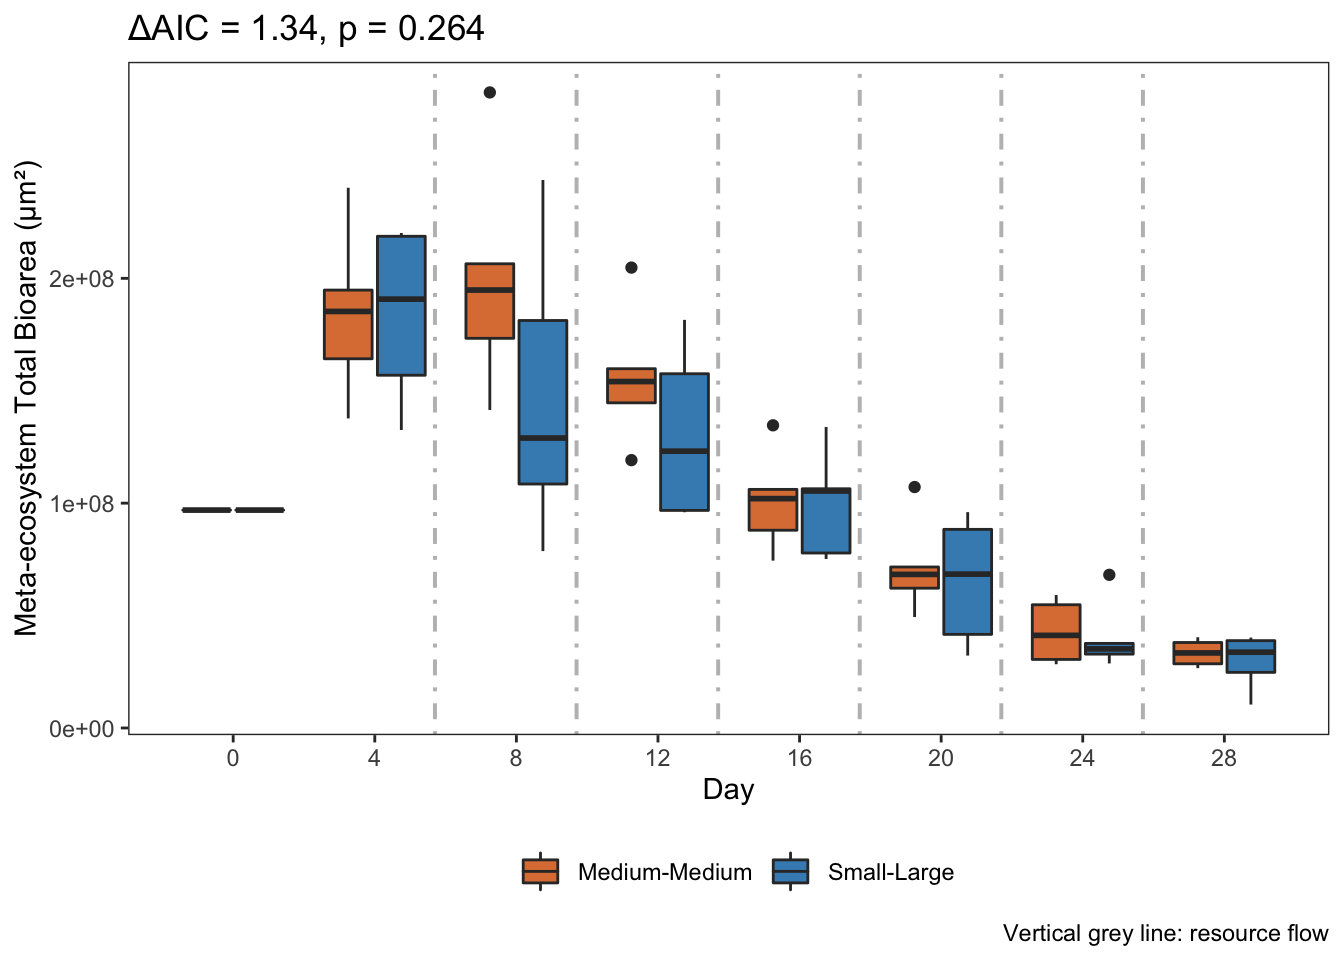 ΔAIC = 1.34, p = 0.264
Meta-ecosystem Total Bioarea (µm²)
2e+08
1e+08
0e+00
0 4 8 12 16 20 24 28
Day
Medium-Medium Small-Large
Vertical grey line: resource flow